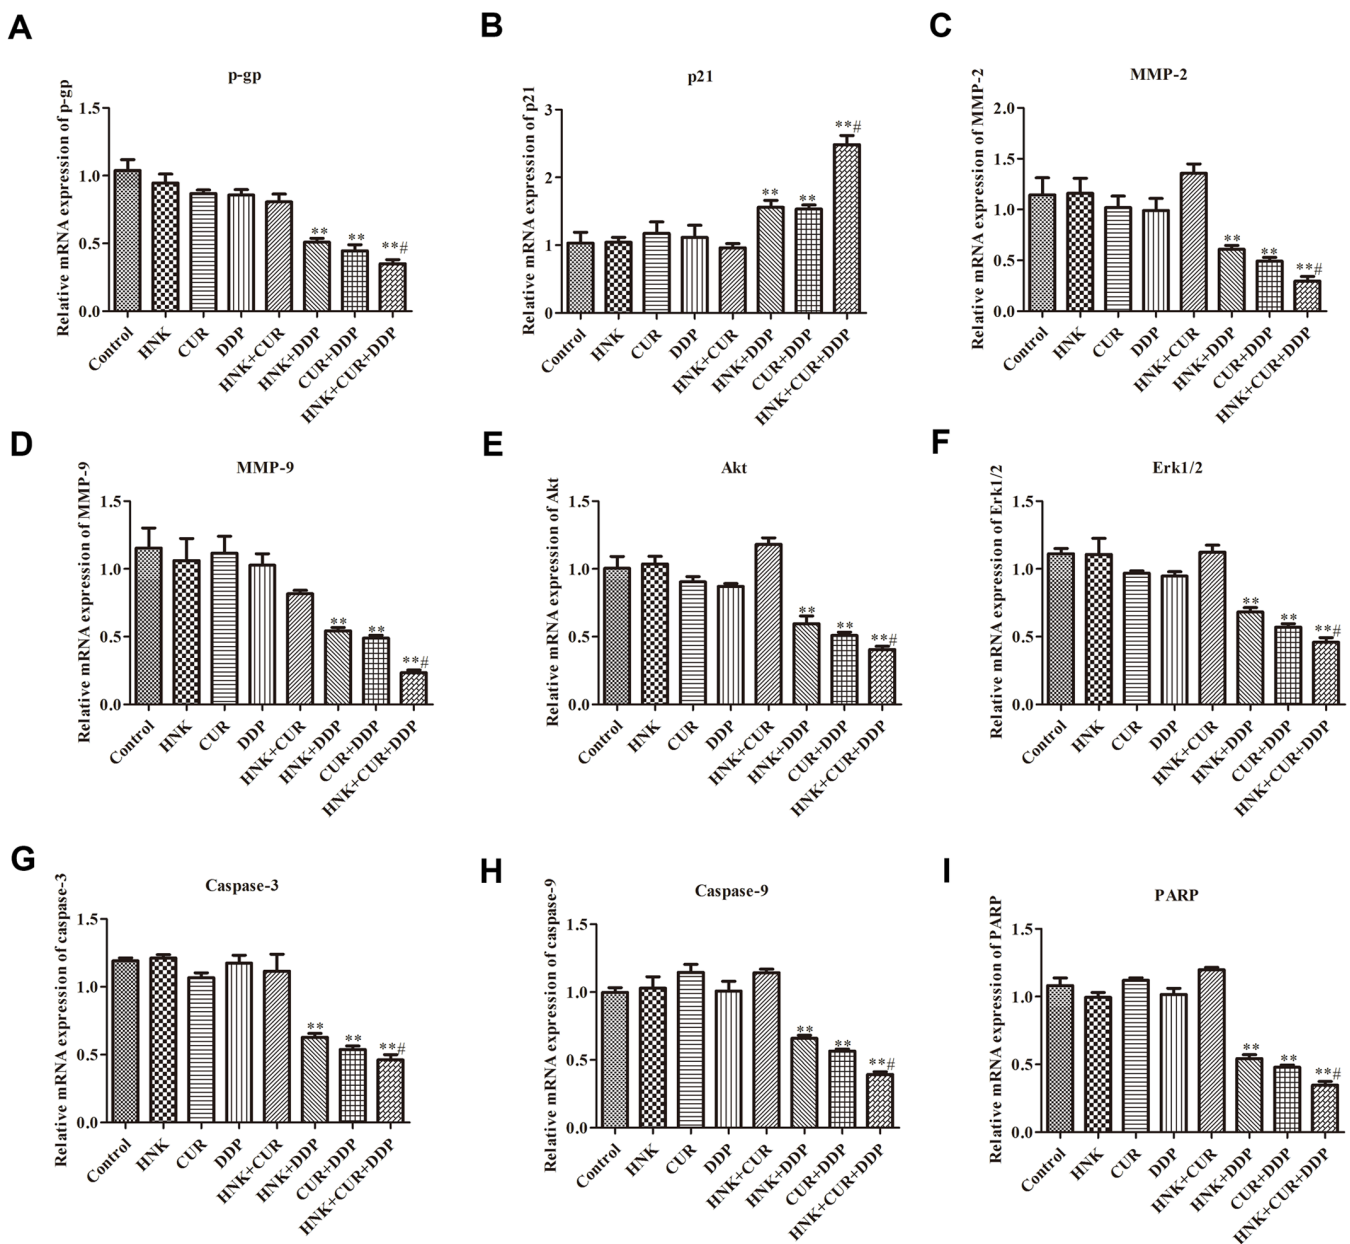 A
p-gp
Relative mRNA expression of p-gp
1.5
1.0
0.5
0.0
**
**
**#
Control
HNK
CUR
DDP
HNK+CUR
HNK+DDP
CUR+DDP
HNK+CUR+DDP
B
p21
Relative mRNA expression of p21
3
2
1
0
**
**
**#
Control
HNK
CUR
DDP
HNK+CUR
HNK+DDP
CUR+DDP
HNK+CUR+DDP
C
MMP-2
Relative mRNA expression of MMP-2
2.0
1.5
1.0
0.5
0.0
**
**
**#
Control
HNK
CUR
DDP
HNK+CUR
HNK+DDP
CUR+DDP
HNK+CUR+DDP
D
MMP-9
Relative mRNA expression of MMP-9
1.5
1.0
0.5
0.0
**
**
**#
Control
HNK
CUR
DDP
HNK+CUR
HNK+DDP
CUR+DDP
HNK+CUR+DDP
E
Akt
Relative mRNA expression of Akt
1.5
1.0
0.5
0.0
**
**
**#
Control
HNK
CUR
DDP
HNK+CUR
HNK+DDP
CUR+DDP
HNK+CUR+DDP
F
Erk1/2
Relative mRNA expression of Erk1/2
1.5
1.0
0.5
0.0
**
**
**#
Control
HNK
CUR
DDP
HNK+CUR
HNK+DDP
CUR+DDP
HNK+CUR+DDP
G
Caspase-3
Relative mRNA expression of caspase-3
1.5
1.0
0.5
0.0
**
**
**#
Control
HNK
CUR
DDP
HNK+CUR
HNK+DDP
CUR+DDP
HNK+CUR+DDP
H
Caspase-9
Relative mRNA expression of caspase-9
1.5
1.0
0.5
0.0
**
**
**#
Control
HNK
CUR
DDP
HNK+CUR
HNK+DDP
CUR+DDP
HNK+CUR+DDP
I
PARP
Relative mRNA expression of PARP
1.5
1.0
0.5
0.0
**
**
**#
Control
HNK
CUR
DDP
HNK+CUR
HNK+DDP
CUR+DDP
HNK+CUR+DDP